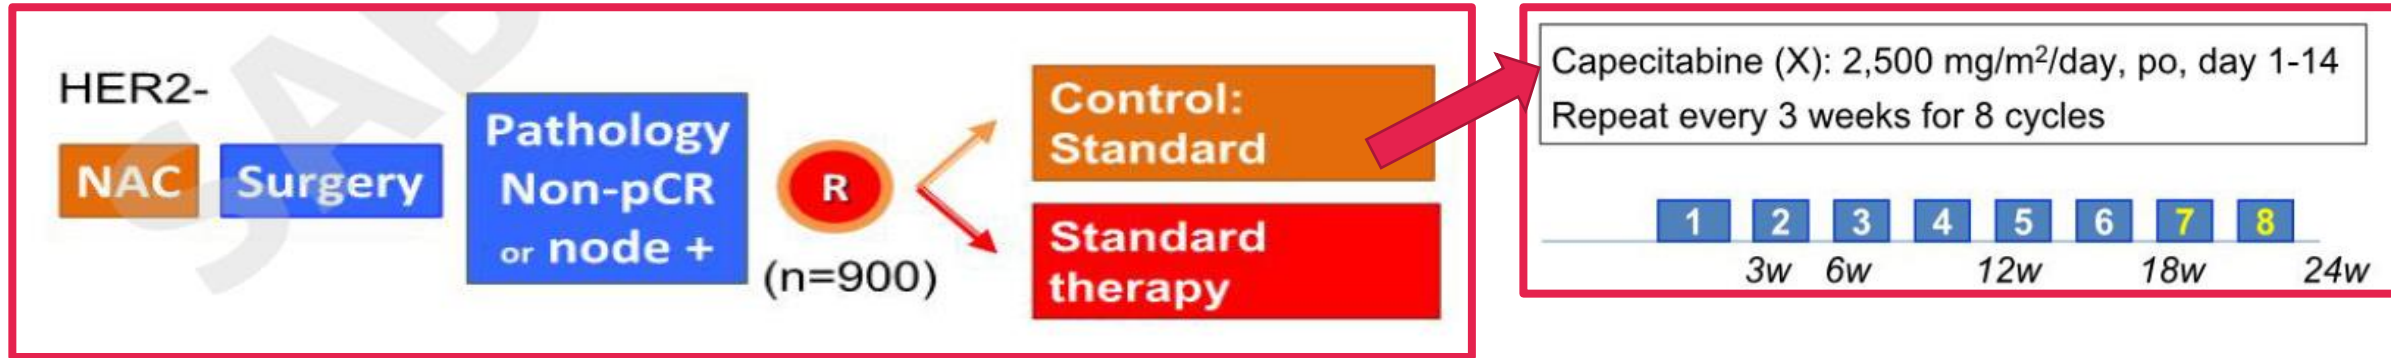 HER2-
NAC
Surgery
Pathology
Non-pCR
or node +
R
(n=900)
Control:
Standard
Standard
therapy
Capecitabine (X): 2,500 mg/m²/day, po, day 1-14
Repeat every 3 weeks for 8 cycles
1 2 3 4 5 6 7 8
3w 6w 12w 18w 24w
SAB